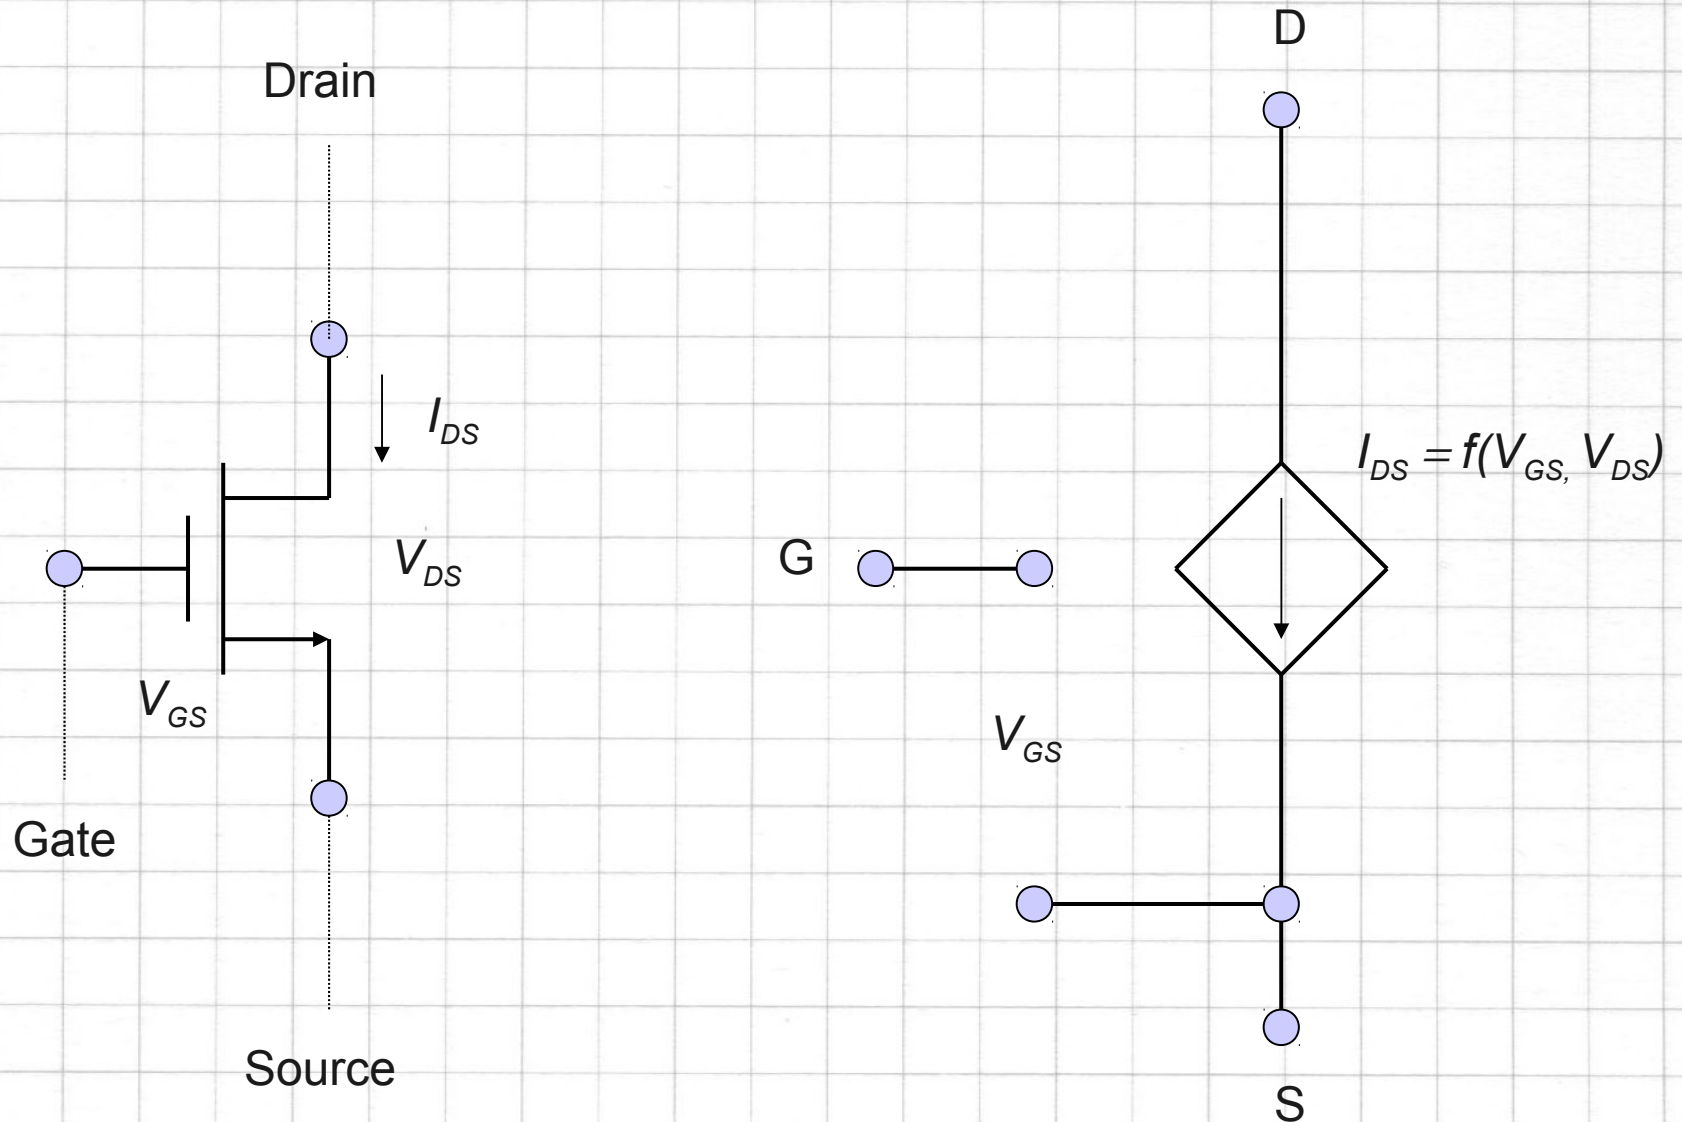 Drain
I_DS
V_DS
V_GS
Gate
Source
D
I_DS = f(V_GS, V_DS)
G
V_GS
S